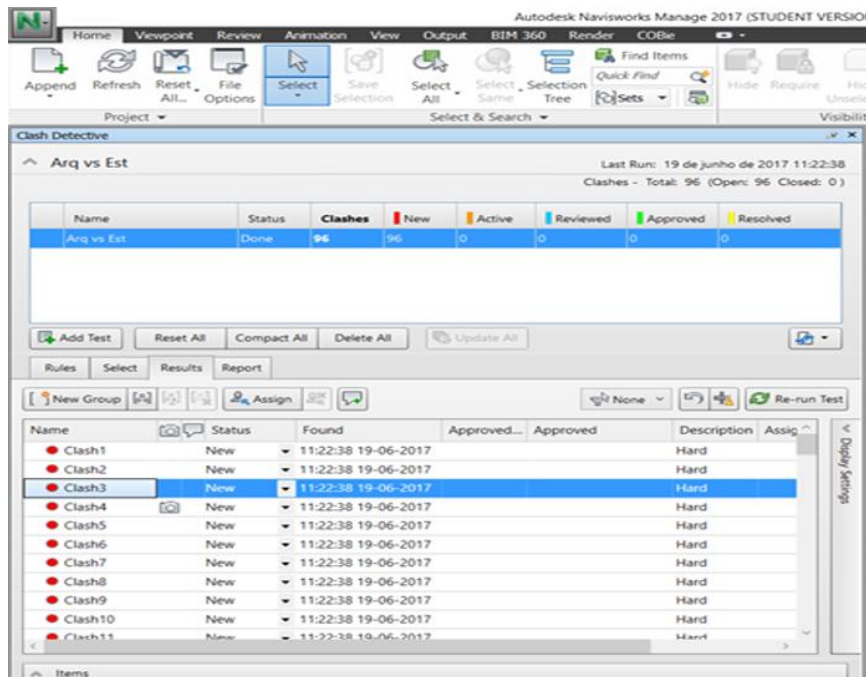 Autodesk Navisworks Manage 2017 (STUDENT VERSIO
Home Viewpoint Review Animation View Output BIM 360 Render COBie
Append Refresh Reset All... File Options Select Save Selection Select All Select Same Selection Tree Find Items Quick Find Sets Hide Require
Project Select & Search Visibilit
Clash Detective
Arq vs Est Last Run: 19 de junho de 2017 11:22:38
Clashes - Total: 96 (Open: 96 Closed: 0)
Name Status Clashes New Active Reviewed Approved Resolved
Arq vs Est Done 96 96 0 0 0 0
Add Test Reset All Compact All Delete All Update All
Rules Select Results Report
New Group Assign None Re-run Test
Name Status Found Approved... Approved Description Assig
Clash1 New 11:22:38 19-06-2017 Hard
Clash2 New 11:22:38 19-06-2017 Hard
Clash3 New 11:22:38 19-06-2017 Hard
Clash4 New 11:22:38 19-06-2017 Hard
Clash5 New 11:22:38 19-06-2017 Hard
Clash6 New 11:22:38 19-06-2017 Hard
Clash7 New 11:22:38 19-06-2017 Hard
Clash8 New 11:22:38 19-06-2017 Hard
Clash9 New 11:22:38 19-06-2017 Hard
Clash10 New 11:22:38 19-06-2017 Hard
Clash11 New 11:22:38 19-06-2017 Hard
Display Settings
Items